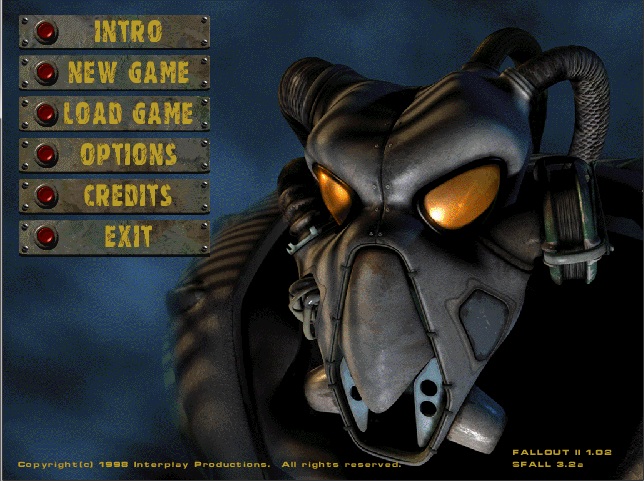 INTRO
NEW GAME
LOAD GAME
OPTIONS
CREDITS
EXIT
FALLOUT II 1.02
Copyright(c) 1998 Interplay Productions.  All rights reserved.
SFALL 3.2a